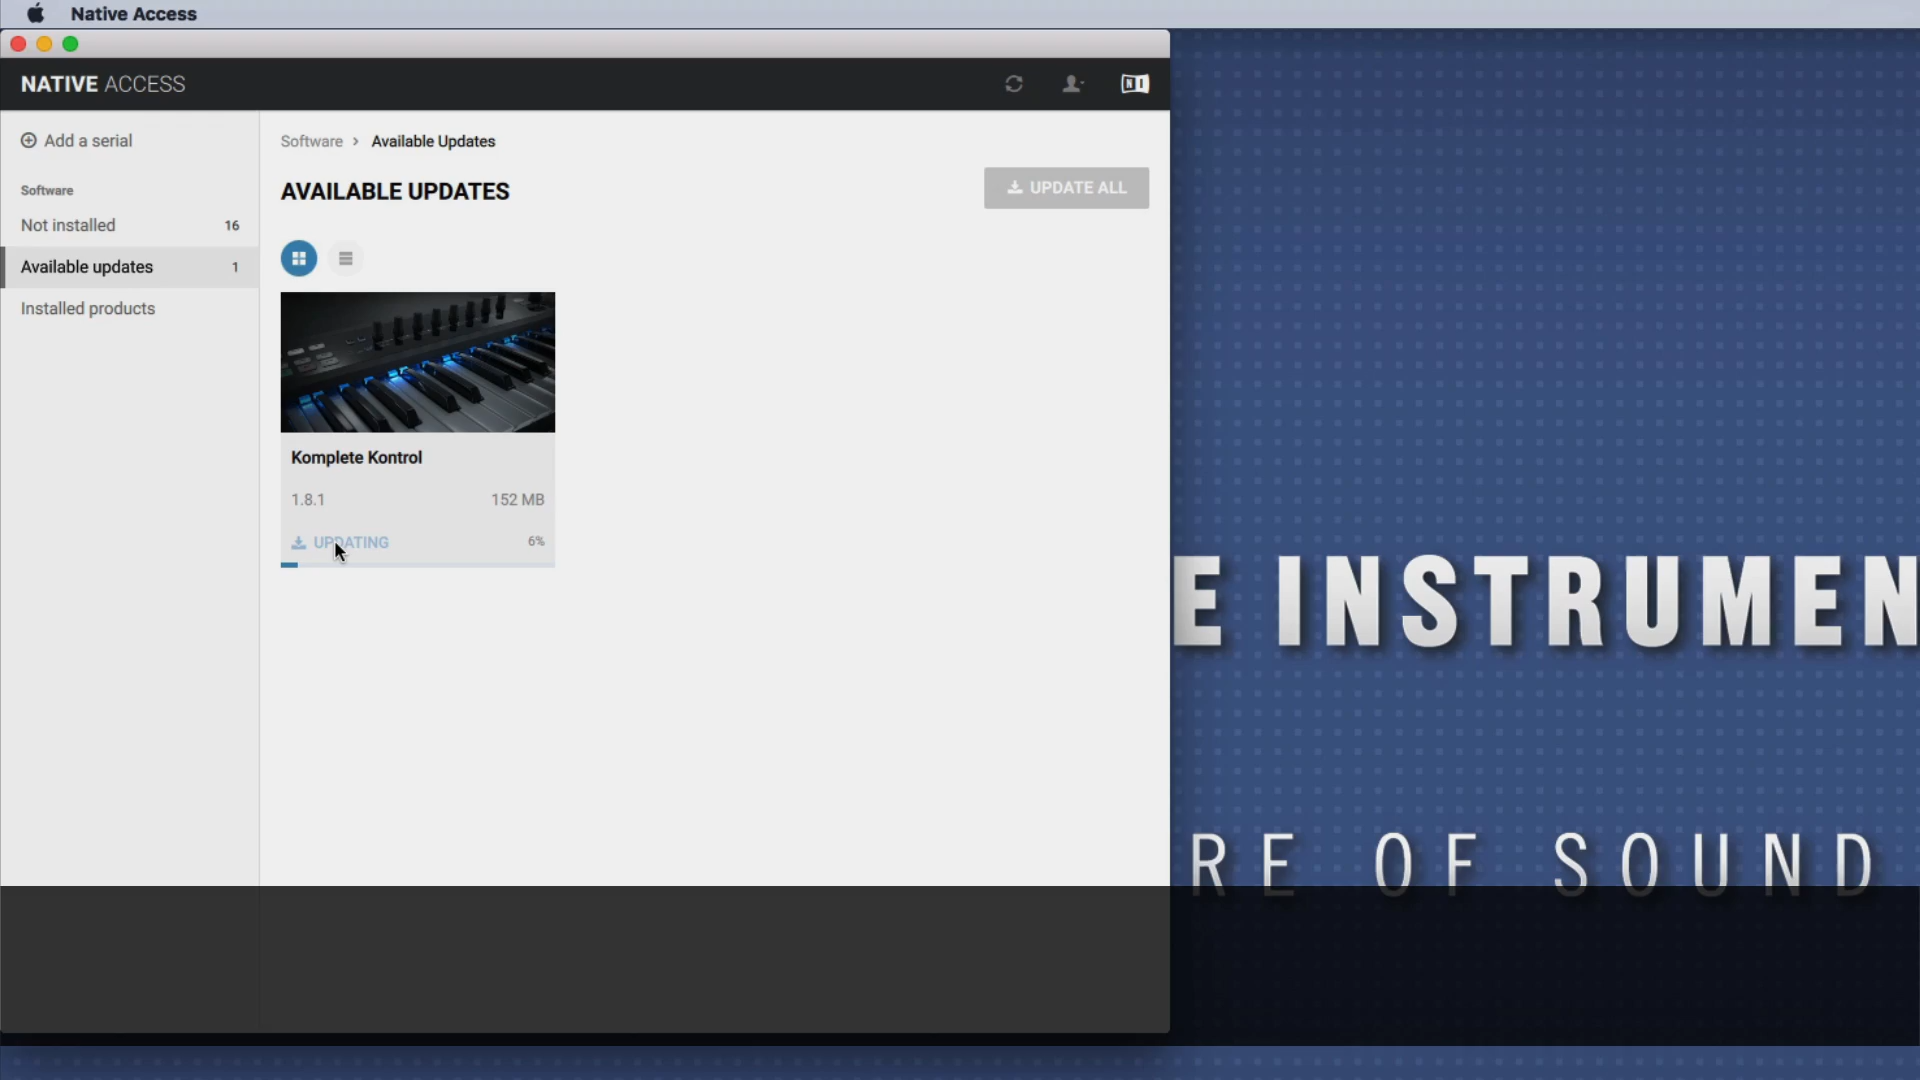 Native Access
NATIVE ACCESS
NI
Add a serial
Software
Not installed 16
Available updates 1
Installed products
Software > Available Updates
AVAILABLE UPDATES
UPDATE ALL
Komplete Kontrol
1.8.1 152 MB
UPDATING 6%
E INSTRUMEN
RE OF SOUND